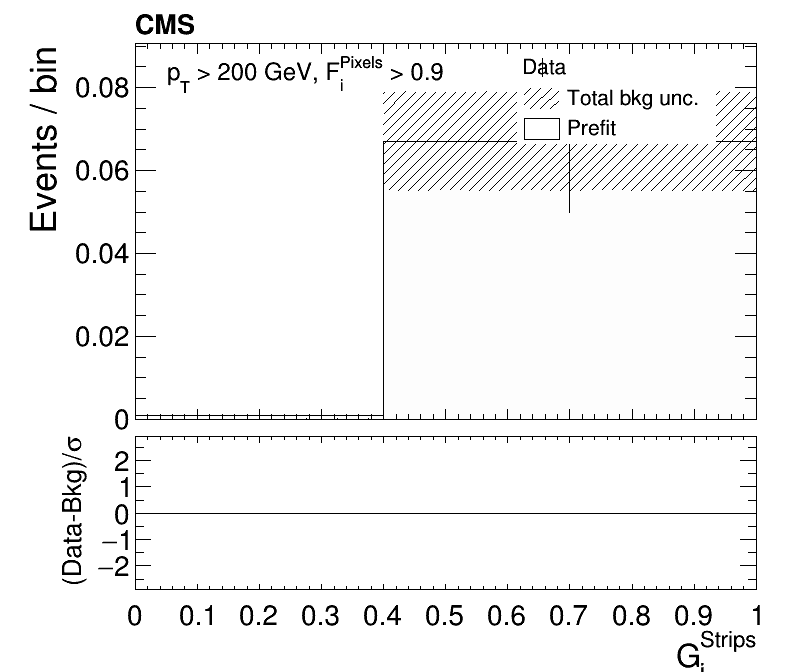 CMS
p_T > 200 GeV, F_i^Pixels > 0.9
Data
Total bkg unc.
Prefit
Events / bin
0.08
0.06
0.04
0.02
0
(Data-Bkg)/σ
2
1
0
−1
−2
0 0.1 0.2 0.3 0.4 0.5 0.6 0.7 0.8 0.9 1
G_i^Strips